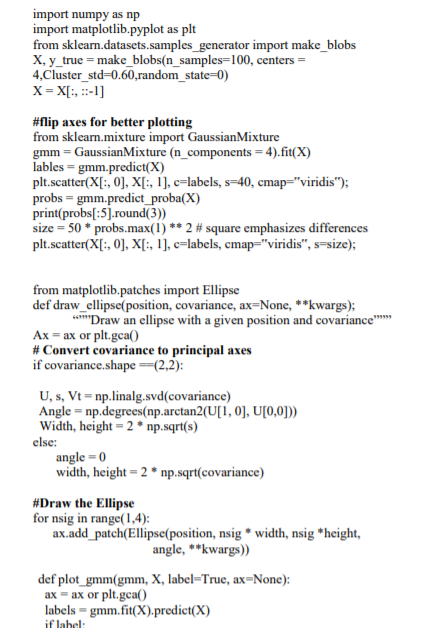 import numpy as np
import matplotlib.pyplot as plt
from sklearn.datasets.samples_generator import make_blobs
X, y_true = make_blobs(n_samples=100, centers =
4,Cluster_std=0.60,random_state=0)
X = X[:, ::-1]
#flip axes for better plotting
from sklearn.mixture import GaussianMixture
gmm = GaussianMixture (n_components = 4).fit(X)
lables = gmm.predict(X)
plt.scatter(X[:, 0], X[:, 1], c=labels, s=40, cmap="viridis");
probs = gmm.predict_proba(X)
print(probs[:5].round(3))
size = 50 * probs.max(1) ** 2 # square emphasizes differences
plt.scatter(X[:, 0], X[:, 1], c=labels, cmap="viridis", s=size);
from matplotlib.patches import Ellipse
def draw_ellipse(position, covariance, ax=None, **kwargs);
“””Draw an ellipse with a given position and covariance”””
Ax = ax or plt.gca()
# Convert covariance to principal axes
if covariance.shape ==(2,2):
U, s, Vt = np.linalg.svd(covariance)
Angle = np.degrees(np.arctan2(U[1, 0], U[0,0]))
Width, height = 2 * np.sqrt(s)
else:
angle = 0
width, height = 2 * np.sqrt(covariance)
#Draw the Ellipse
for nsig in range(1,4):
ax.add_patch(Ellipse(position, nsig * width, nsig *height,
angle, **kwargs))
def plot_gmm(gmm, X, label=True, ax=None):
ax = ax or plt.gca()
labels = gmm.fit(X).predict(X)
if label: